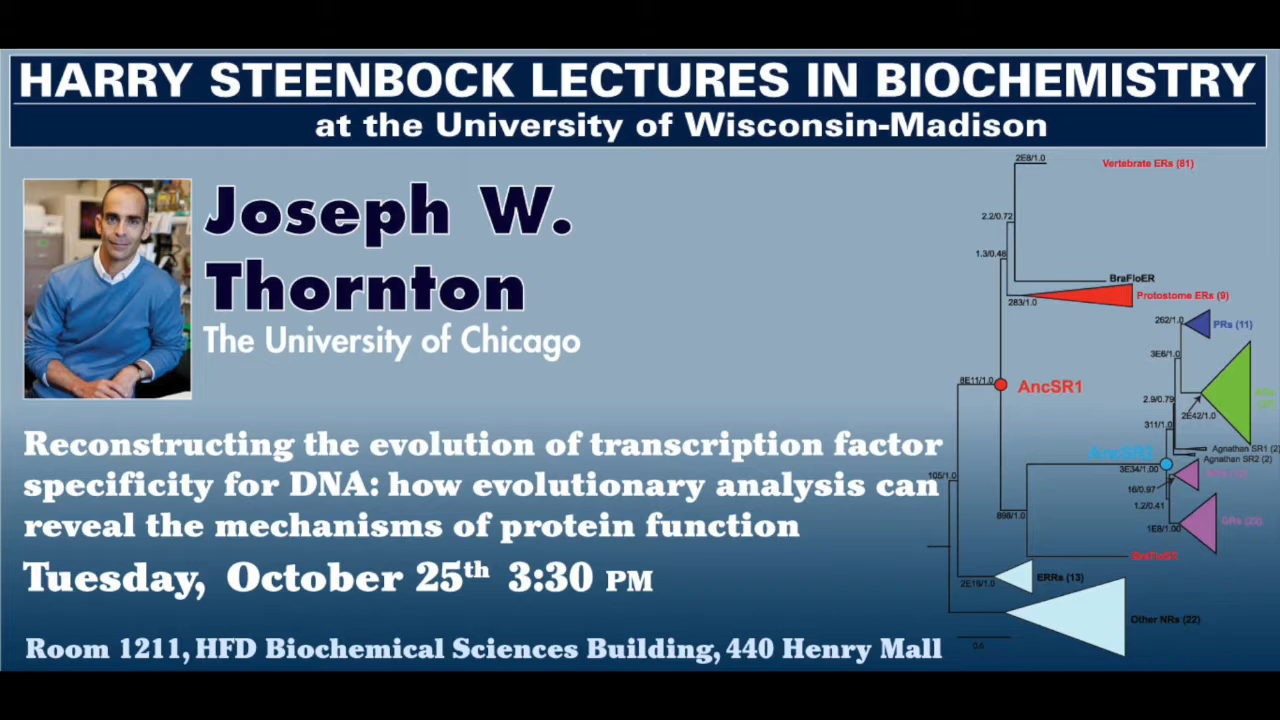 HARRY STEENBOCK LECTURES IN BIOCHEMISTRY
at the University of Wisconsin-Madison
Joseph W.
Thornton
The University of Chicago
Reconstructing the evolution of transcription factor
specificity for DNA: how evolutionary analysis can
reveal the mechanisms of protein function
Tuesday, October 25th 3:30 PM
Room 1211, HFD Biochemical Sciences Building, 440 Henry Mall
2E8/1.0
Vertebrate ERs (81)
2.2/0.72
1.3/0.46
BraFloER
283/1.0
Protostome ERs (9)
262/1.0
PRs (11)
3E6/1.0
8E11/1.0
AncSR1
2.9/0.79
2E42/1.0
311/1.0
Agnathan SR1 (2)
AncSR2
Agnathan SR2 (2)
3E34/1.00
105/1.0
16/0.97
1.2/0.41
898/1.0
1E8/1.00
BraFloSR
2E19/1.0
ERRs (13)
Other NRs (22)
0.6